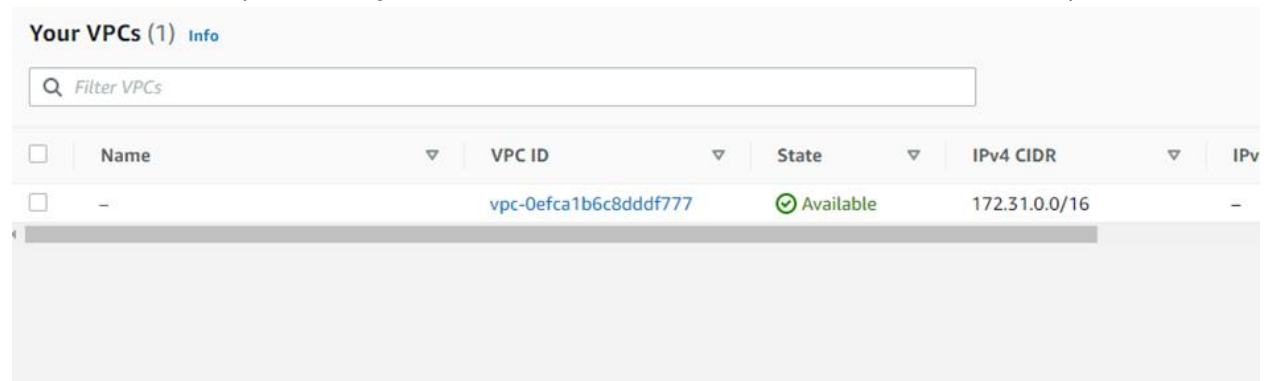 Your VPCs (1) Info
Filter VPCs
Name VPC ID State IPv4 CIDR IPv
– vpc-0efca1b6c8dddf777 Available 172.31.0.0/16 –